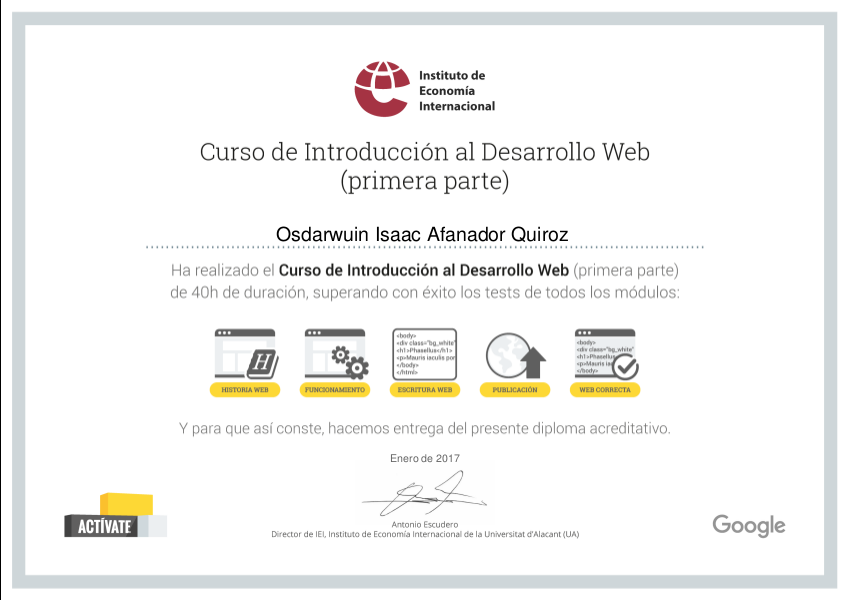 Instituto de
Economía
Internacional
Curso de Introducción al Desarrollo Web
(primera parte)
Osdarwuin Isaac Afanador Quiroz
Ha realizado el Curso de Introducción al Desarrollo Web (primera parte)
de 40h de duración, superando con éxito los tests de todos los módulos:
H
<body>
<div class="bg_white"
<h1>Phasellus</h1>
<p>Mauris iaculis por
</body>
</html>
<body>
<div class="bg_white"
<h1>Phasellus
<p>Mauris ia
</body>
HISTORIA WEB
FUNCIONAMIENTO
ESCRITURA WEB
PUBLICACIÓN
WEB CORRECTA
Y para que así conste, hacemos entrega del presente diploma acreditativo.
Enero de 2017
Antonio Escudero
Director de IEI, Instituto de Economía Internacional de la Universitat d'Alacant (UA)
ACTÍVATE
Google